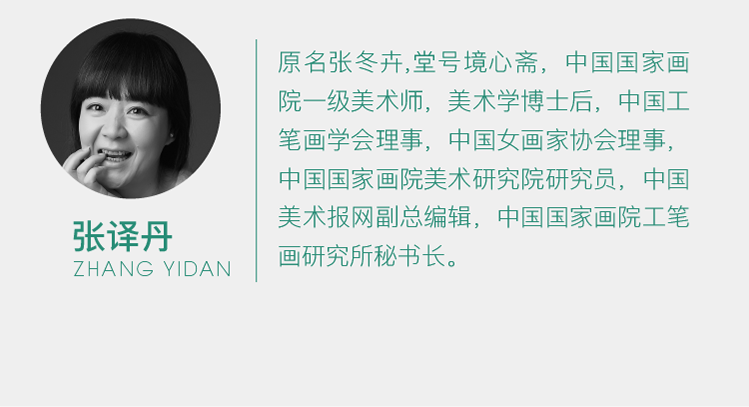 张译丹
ZHANG YIDAN
原名张冬卉,堂号境心斋，中国国家画
院一级美术师，美术学博士后，中国工
笔画学会理事，中国女画家协会理事，
中国国家画院美术研究院研究员，中国
美术报网副总编辑，中国国家画院工笔
画研究所秘书长。